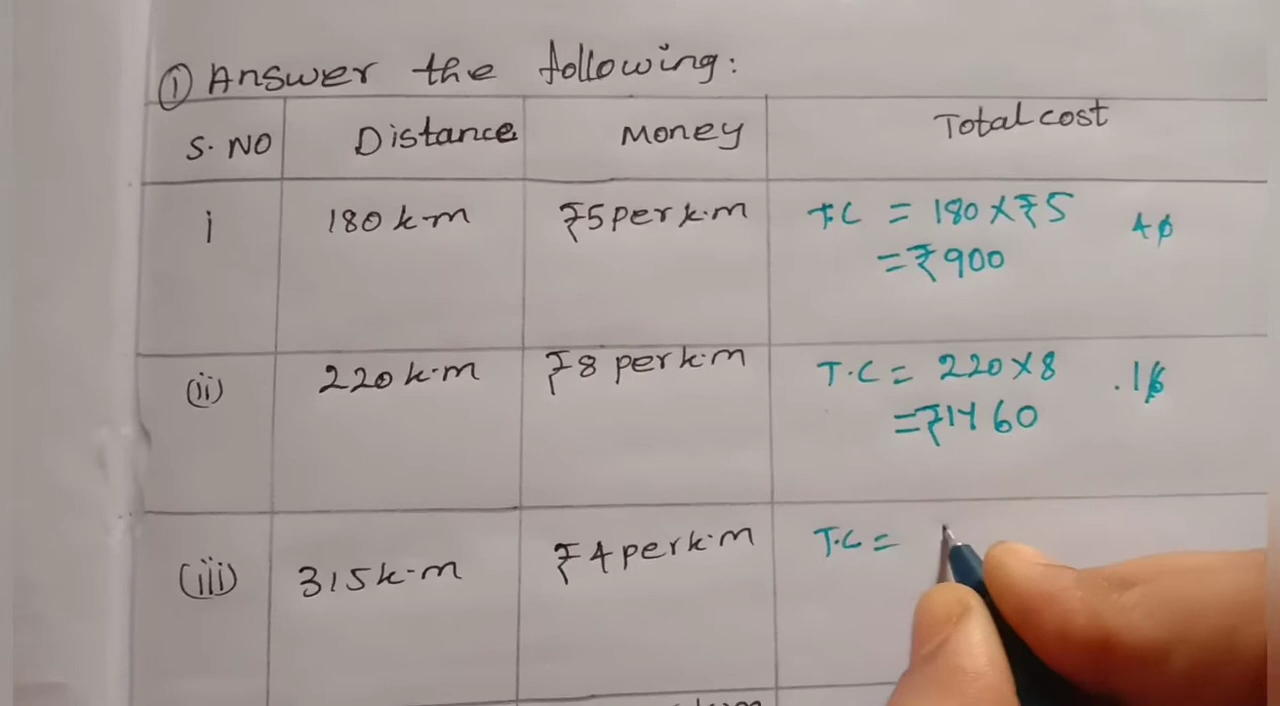 ① Answer the following:
S. NO Distance Money Total cost
i 180 k·m ₹5 per k·m T.C = 180 × ₹5
= ₹900
(ii) 220 k·m ₹8 per k·m T.C = 220 × 8 .16
= ₹1460
(iii) 315 k·m ₹4 per k·m T.C =